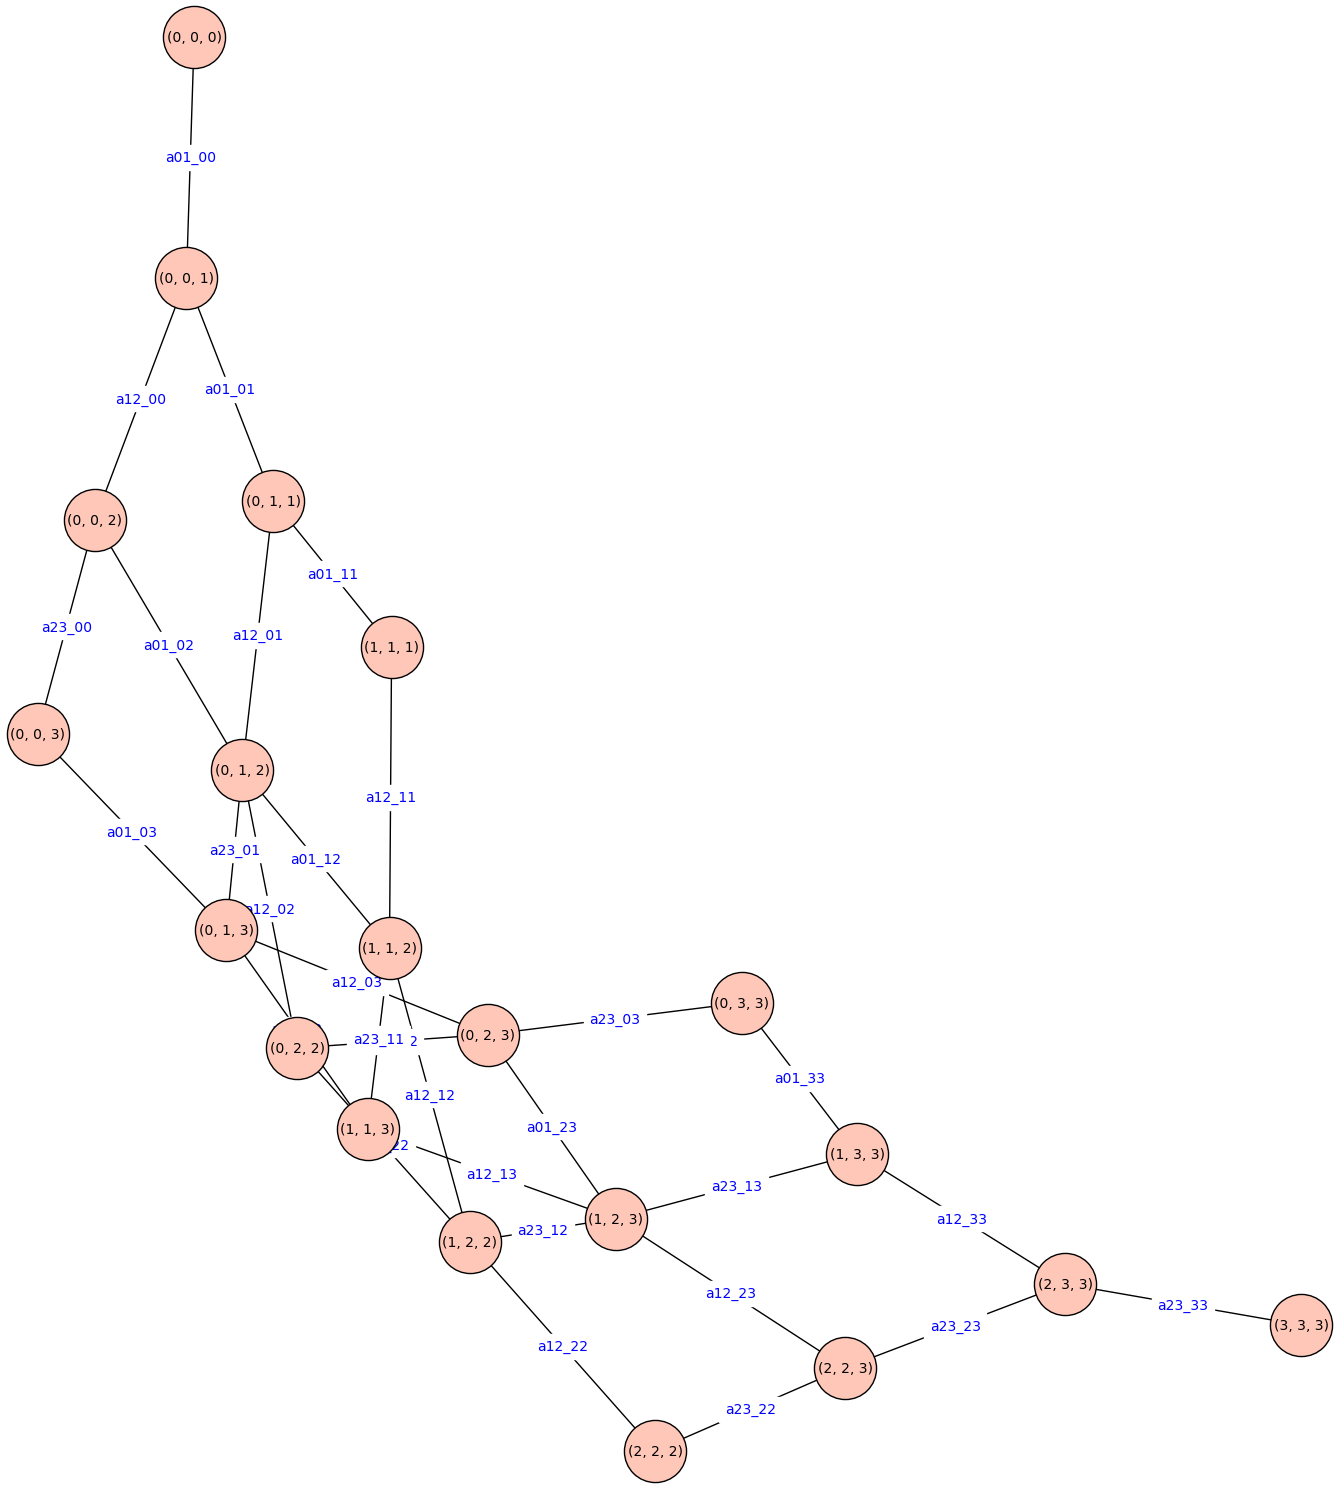 (0, 0, 0)
a01_00
(0, 0, 1)
a01_01
a12_00
(0, 1, 1)
(0, 0, 2)
a01_11
a23_00
a12_01
a01_02
(1, 1, 1)
(0, 0, 3)
(0, 1, 2)
a12_11
a01_03
a23_01
a01_12
a12_02
(0, 1, 3)
(1, 1, 2)
a12_03
(0, 3, 3)
a23_03
(0, 2, 3)
a23_11
2
(0, 2, 2)
a01_33
a12_12
a01_23
(1, 1, 3)
22
(1, 3, 3)
a12_13
a23_13
(1, 2, 3)
a12_33
a23_12
(1, 2, 2)
(2, 3, 3)
a12_23
a23_33
(3, 3, 3)
a23_23
a12_22
(2, 2, 3)
a23_22
(2, 2, 2)